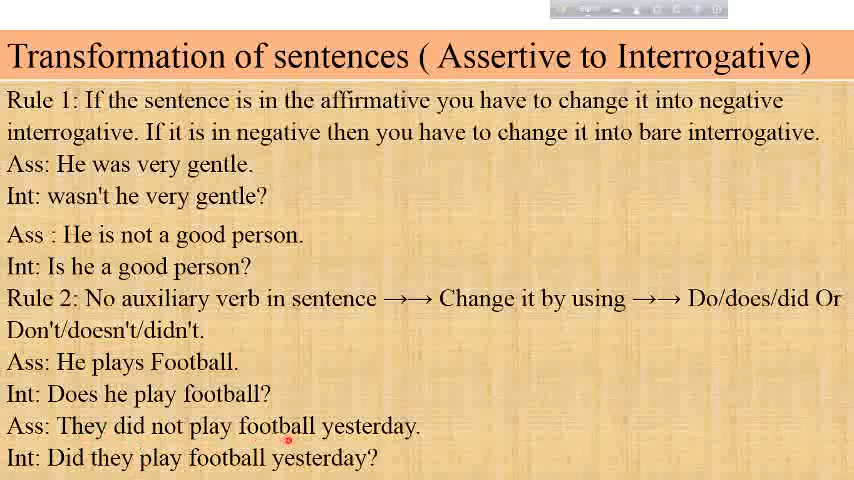 Transformation of sentences ( Assertive to Interrogative)
Rule 1: If the sentence is in the affirmative you have to change it into negative
interrogative. If it is in negative then you have to change it into bare interrogative.
Ass: He was very gentle.
Int: wasn't he very gentle?
Ass : He is not a good person.
Int: Is he a good person?
Rule 2: No auxiliary verb in sentence →→ Change it by using →→ Do/does/did Or
Don't/doesn't/didn't.
Ass: He plays Football.
Int: Does he play football?
Ass: They did not play football yesterday.
Int: Did they play football yesterday?